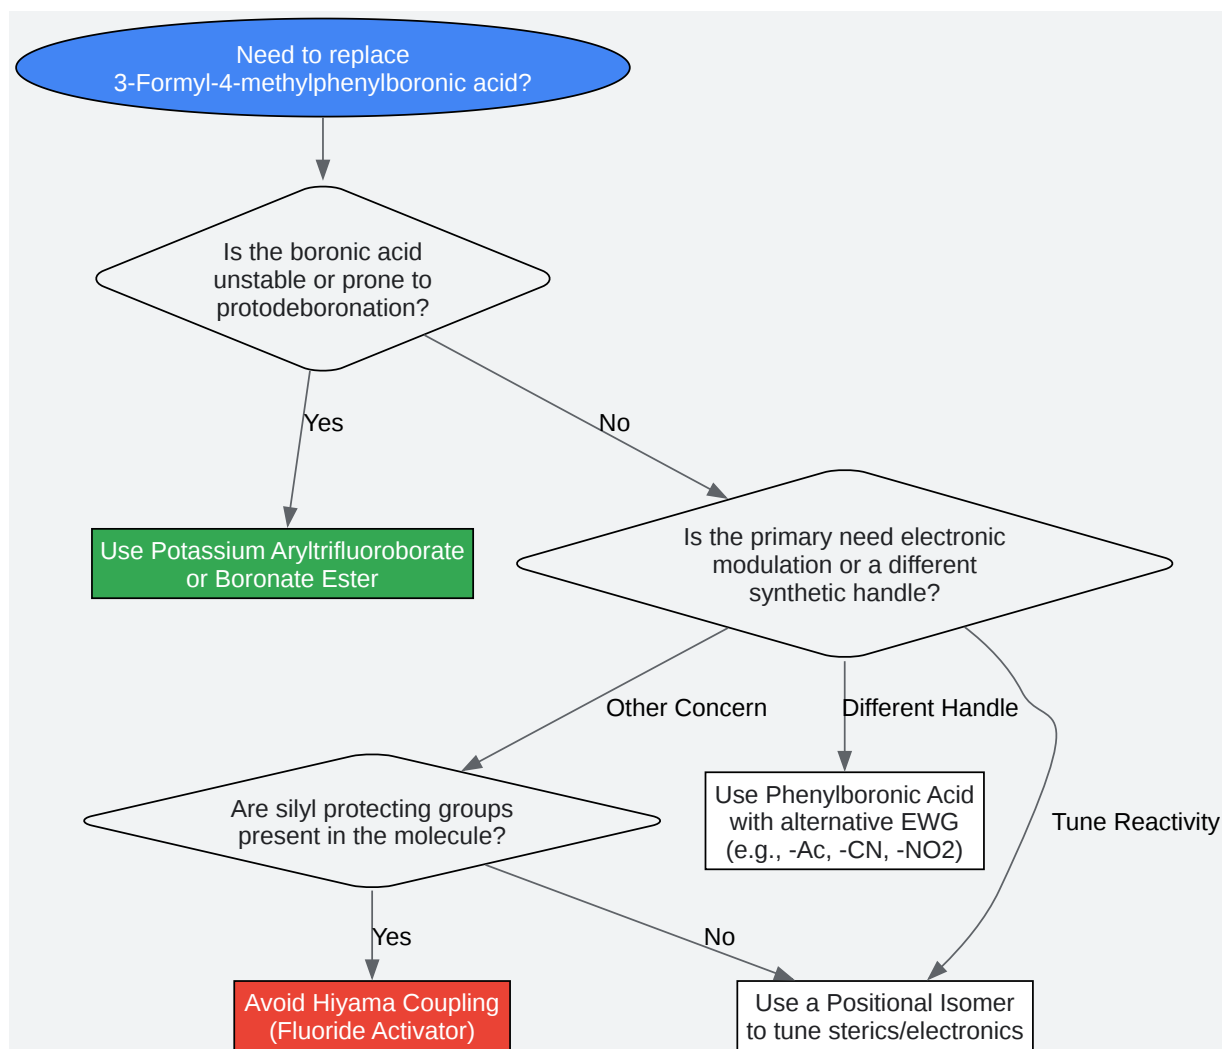 Need to replace
3-Formyl-4-methylphenylboronic acid?
Is the boronic acid
unstable or prone to
protodeboronation?
Yes
No
Use Potassium Aryltrifluoroborate
or Boronate Ester
Is the primary need electronic
modulation or a different
synthetic handle?
Other Concern
Different Handle
Tune Reactivity
Are silyl protecting groups
present in the molecule?
Use Phenylboronic Acid
with alternative EWG
(e.g., -Ac, -CN, -NO2)
Yes
No
Avoid Hiyama Coupling
(Fluoride Activator)
Use a Positional Isomer
to tune sterics/electronics